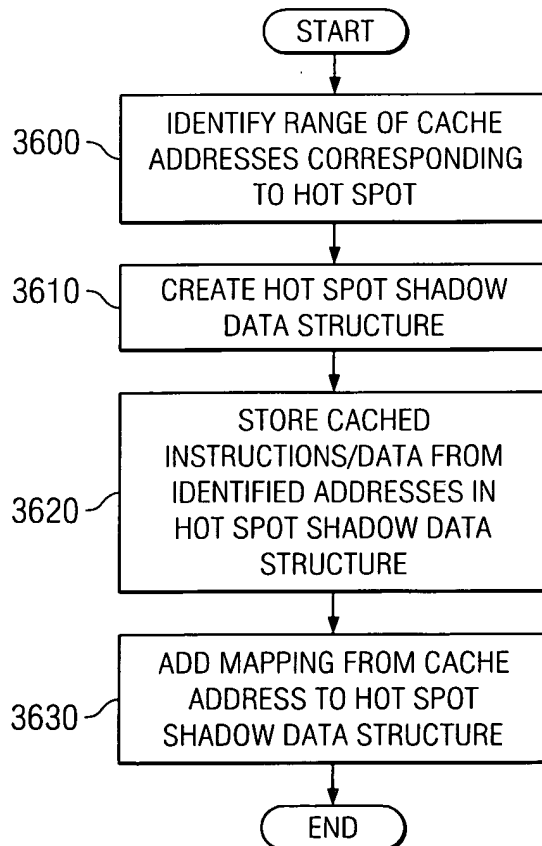 START
3600
IDENTIFY RANGE OF CACHE
ADDRESSES CORRESPONDING
TO HOT SPOT
3610
CREATE HOT SPOT SHADOW
DATA STRUCTURE
3620
STORE CACHED
INSTRUCTIONS/DATA FROM
IDENTIFIED ADDRESSES IN
HOT SPOT SHADOW DATA
STRUCTURE
3630
ADD MAPPING FROM CACHE
ADDRESS TO HOT SPOT
SHADOW DATA STRUCTURE
END